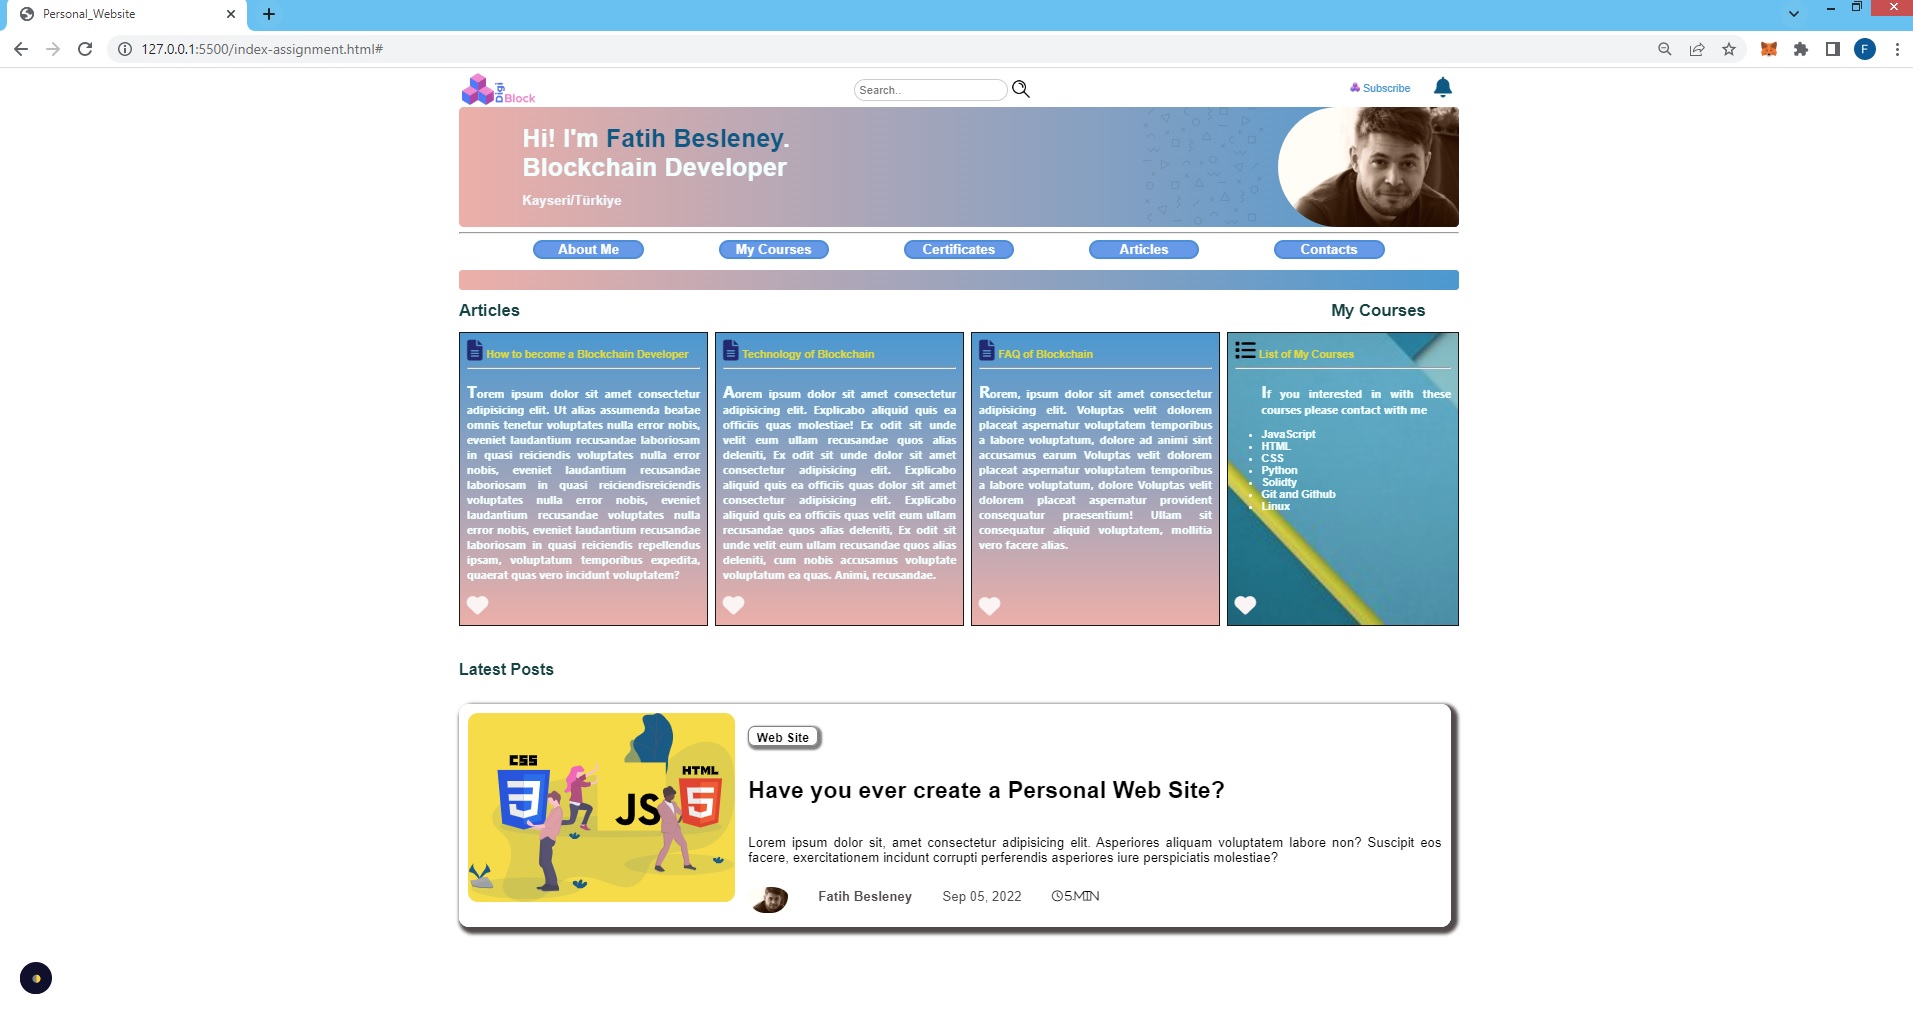 Personal_Website
127.0.0.1:5500/index-assignment.html#
F
Digi
Block
Search..
Subscribe
Hi! I'm Fatih Besleney.
Blockchain Developer
Kayseri/Türkiye
About Me
My Courses
Certificates
Articles
Contacts
Articles
My Courses
How to become a Blockchain Developer
Torem ipsum dolor sit amet consectetur
adipisicing elit. Ut alias assumenda beatae
omnis tenetur voluptates nulla error nobis,
eveniet laudantium recusandae laboriosam
in quasi reiciendis voluptates nulla error
nobis, eveniet laudantium recusandae
laboriosam in quasi reiciendisreiciendis
voluptates nulla error nobis, eveniet
laudantium recusandae voluptates nulla
error nobis, eveniet laudantium recusandae
laboriosam in quasi reiciendis repellendus
ipsam, voluptatum temporibus expedita,
quaerat quas vero incidunt voluptatem?
Technology of Blockchain
Aorem ipsum dolor sit amet consectetur
adipisicing elit. Explicabo aliquid quis ea
officiis quas molestiae! Ex odit sit unde
velit eum ullam recusandae quos alias
deleniti, Ex odit sit unde dolor sit amet
consectetur adipisicing elit. Explicabo
aliquid quis ea officiis quas dolor sit amet
consectetur adipisicing elit. Explicabo
aliquid quis ea officiis quas velit eum ullam
recusandae quos alias deleniti, Ex odit sit
unde velit eum ullam recusandae quos alias
deleniti, cum nobis accusamus voluptate
voluptatum ea quas. Animi, recusandae.
FAQ of Blockchain
Rorem, ipsum dolor sit amet consectetur
adipisicing elit. Voluptas velit dolorem
placeat aspernatur voluptatem temporibus
a labore voluptatum, dolore ad animi sint
accusamus earum Voluptas velit dolorem
placeat aspernatur voluptatem temporibus
a labore voluptatum, dolore Voluptas velit
dolorem placeat aspernatur provident
consequatur praesentium! Ullam sit
consequatur aliquid voluptatem, mollitia
vero facere alias.
List of My Courses
If you interested in with these
courses please contact with me
JavaScript
HTML
CSS
Python
Solidty
Git and Github
Linux
Latest Posts
CSS
JS
HTML
Web Site
Have you ever create a Personal Web Site?
Lorem ipsum dolor sit, amet consectetur adipisicing elit. Asperiores aliquam voluptatem labore non? Suscipit eos
facere, exercitationem incidunt corrupti perferendis asperiores iure perspiciatis molestiae?
Fatih Besleney
Sep 05, 2022
5.MIN